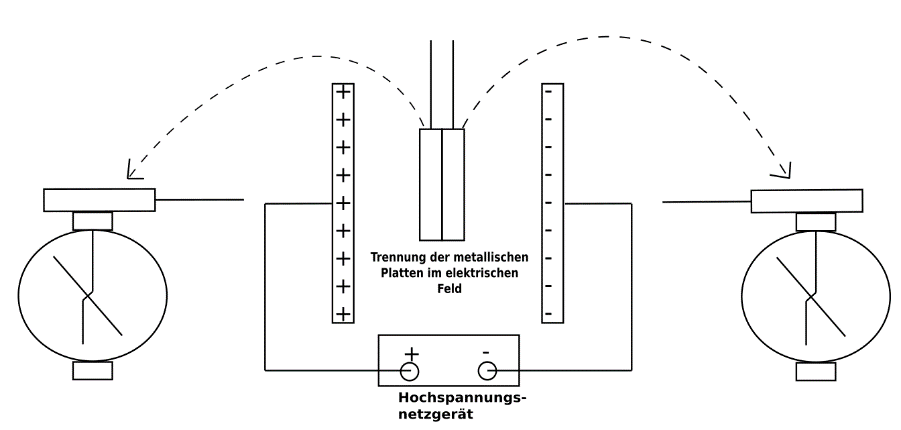 + -
+ -
+ -
+ -
+ -
+ -
+ -
+ -
+ -
Trennung der metallischen
Platten im elektrischen
Feld
+ -
Hochspannungs-
netzgerät